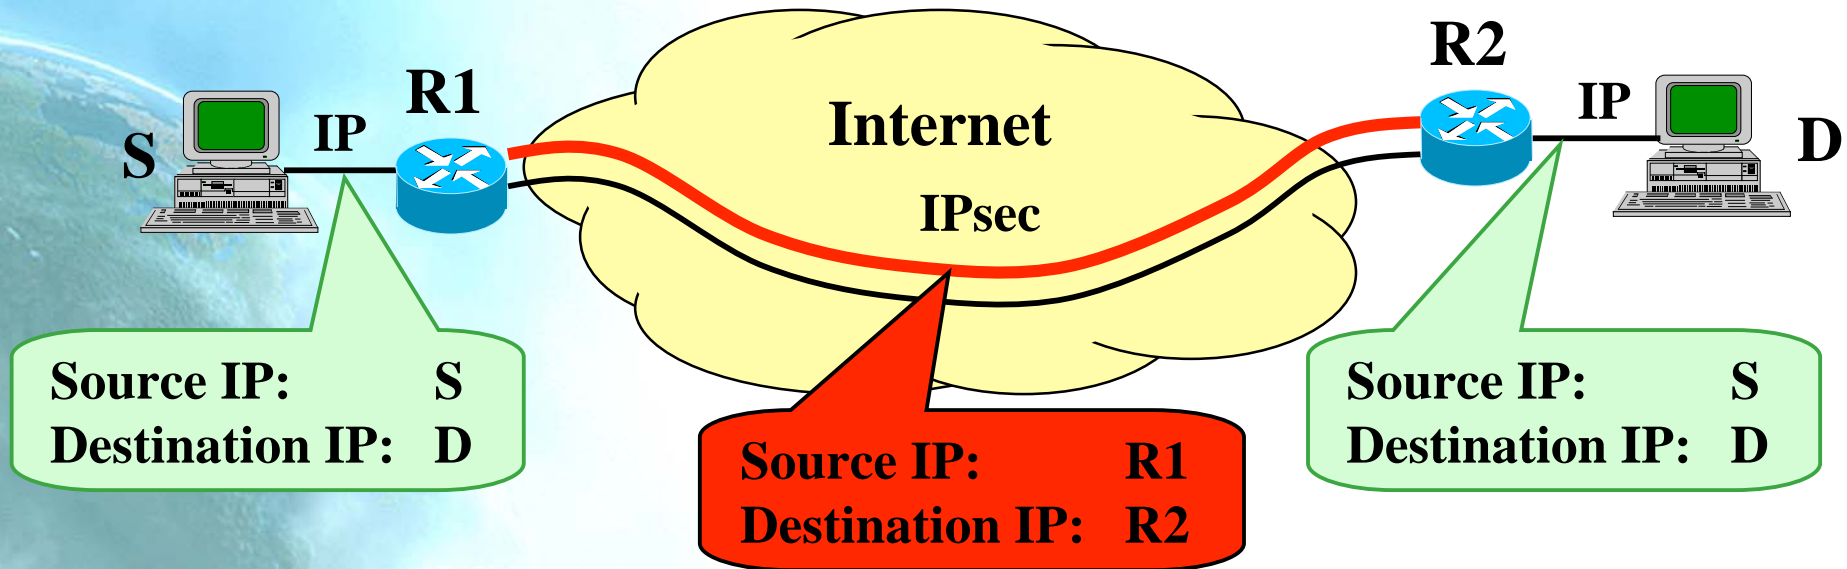 R2
R1
IP
IP
Internet
S
D
IPsec
Source IP: S
Destination IP: D
Source IP: R1
Destination IP: R2
Source IP: S
Destination IP: D